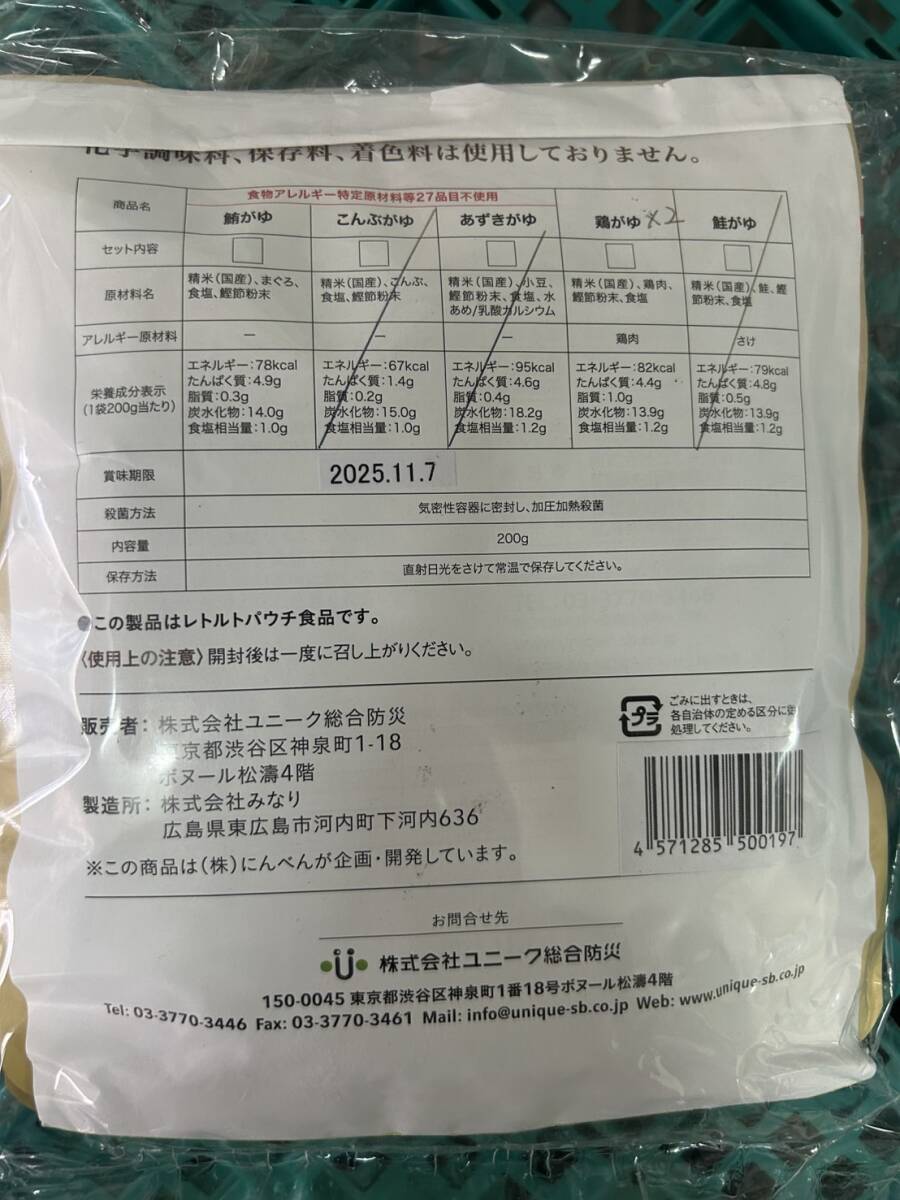 化学調味料、保存料、着色料は使用しておりません。
食物アレルギー特定原材料等27品目不使用
商品名 鮪がゆ こんぶがゆ あずきがゆ 鶏がゆ ×2 鮭がゆ
セット内容
原材料名
精米(国産)、まぐろ、
食塩、鰹節粉末
精米(国産)、こんぶ、
食塩、鰹節粉末
精米(国産)、小豆、
鰹節粉末、食塩、水
あめ/乳酸カルシウム
精米(国産)、鶏肉、
鰹節粉末、食塩
精米(国産)、鮭、鰹
節粉末、食塩
アレルギー原材料 − − − 鶏肉 さけ
栄養成分表示
(1袋200g当たり)
エネルギー:78kcal
たんぱく質:4.9g
脂質:0.3g
炭水化物:14.0g
食塩相当量:1.0g
エネルギー:67kcal
たんぱく質:1.4g
脂質:0.2g
炭水化物:15.0g
食塩相当量:1.0g
エネルギー:95kcal
たんぱく質:4.6g
脂質:0.4g
炭水化物:18.2g
食塩相当量:1.2g
エネルギー:82kcal
たんぱく質:4.4g
脂質:1.0g
炭水化物:13.9g
食塩相当量:1.2g
エネルギー:79kcal
たんぱく質:4.8g
脂質:0.5g
炭水化物:13.9g
食塩相当量:1.2g
賞味期限 2025.11.7
殺菌方法 気密性容器に密封し、加圧加熱殺菌
内容量 200g
保存方法 直射日光をさけて常温で保存してください。
●この製品はレトルトパウチ食品です。
〈使用上の注意〉開封後は一度に召し上がりください。
販売者：株式会社ユニーク総合防災
東京都渋谷区神泉町1-18
ボヌール松濤4階
製造所：株式会社みなり
広島県東広島市河内町下河内636
※この商品は(株)にんべんが企画・開発しています。
プラ
ごみに出すときは、
各自治体の定める区分に従
処理してください。
4 571285 500197
お問合せ先
株式会社ユニーク総合防災
150-0045 東京都渋谷区神泉町1番18号ボヌール松濤4階
Tel: 03-3770-3446 Fax: 03-3770-3461 Mail: info@unique-sb.co.jp Web: www.unique-sb.co.jp